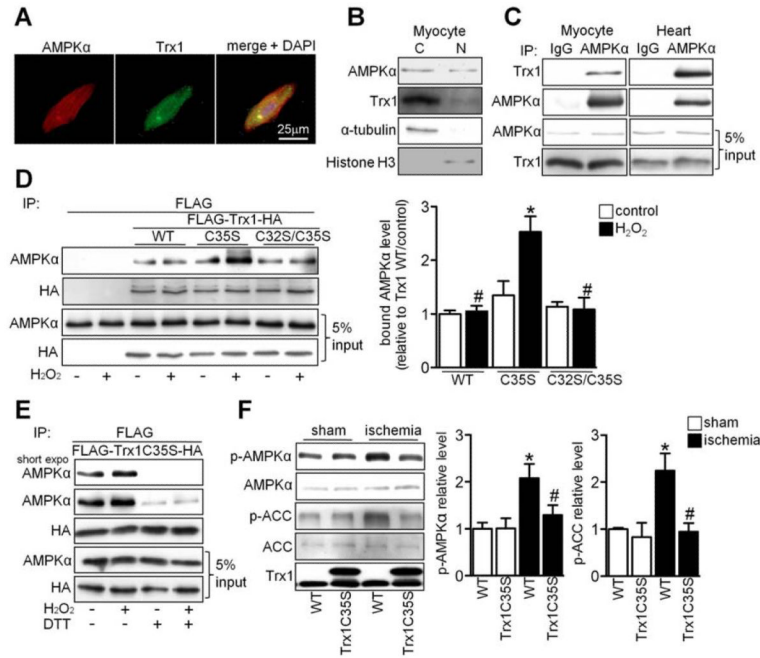 A
AMPKα Trx1 merge + DAPI
25μm
B
Myocyte
C N
AMPKα
Trx1
α-tubulin
Histone H3
C
Myocyte Heart
IP: IgG AMPKα IgG AMPKα
Trx1
AMPKα
AMPKα
Trx1
5%
input
D
IP: FLAG
FLAG-Trx1-HA
WT C35S C32S/C35S
AMPKα
HA
AMPKα
HA
5%
input
H₂O₂ - + - + - + - +
bound AMPKα level
(relative to Trx1 WT/control)
3
2
1
0
control
H₂O₂
#
*
#
WT C35S C32S/C35S
E
IP: FLAG
FLAG-Trx1C35S-HA
short expo
AMPKα
AMPKα
HA
AMPKα
HA
5%
input
H₂O₂ - + - +
DTT - - + +
F
sham ischemia
p-AMPKα
AMPKα
p-ACC
ACC
Trx1
WT Trx1C35S WT Trx1C35S
p-AMPKα relative level
3
2
1
0
*
#
WT Trx1C35S WT Trx1C35S
p-ACC relative level
3
2
1
0
*
#
WT Trx1C35S WT Trx1C35S
sham
ischemia